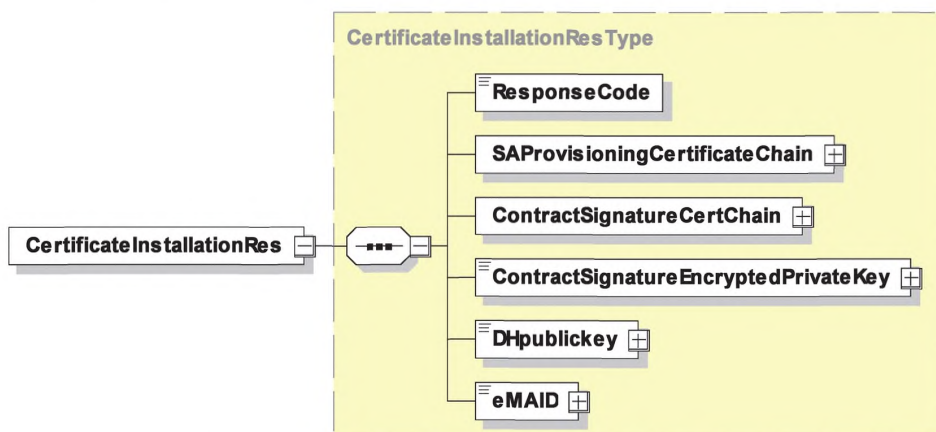 CertificateInstallationResType
ResponseCode
SAProvisioningCertificateChain
ContractSignatureCertChain
CertificateInstallationRes
ContractSignatureEncryptedPrivateKey
DHpublickey
eMAID